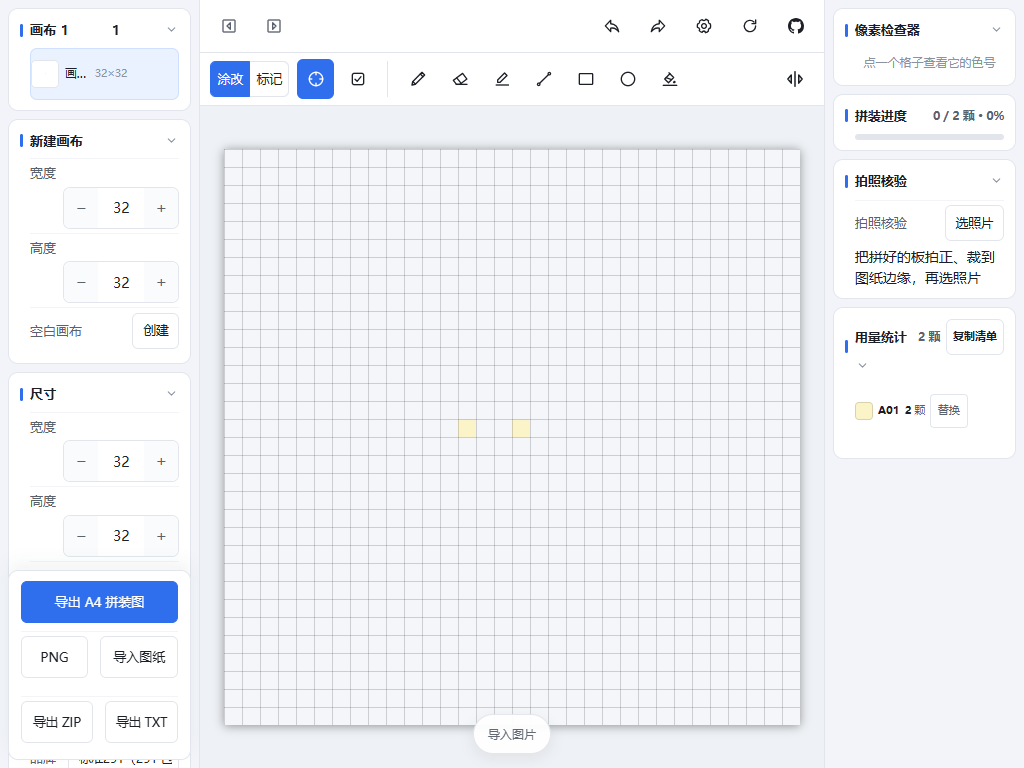 画布 1
1
画...
32×32
新建画布
宽度
− 32 +
高度
− 32 +
空白画布
创建
尺寸
宽度
− 32 +
高度
− 32 +
导出 A4 拼装图
PNG
导入图纸
导出 ZIP
导出 TXT
涂改
标记
导入图片
像素检查器
点一个格子查看它的色号
拼装进度
0 / 2 颗 • 0%
拍照核验
拍照核验
选照片
把拼好的板拍正、裁到
图纸边缘，再选照片
用量统计
2 颗
复制清单
A01 2 颗
替换